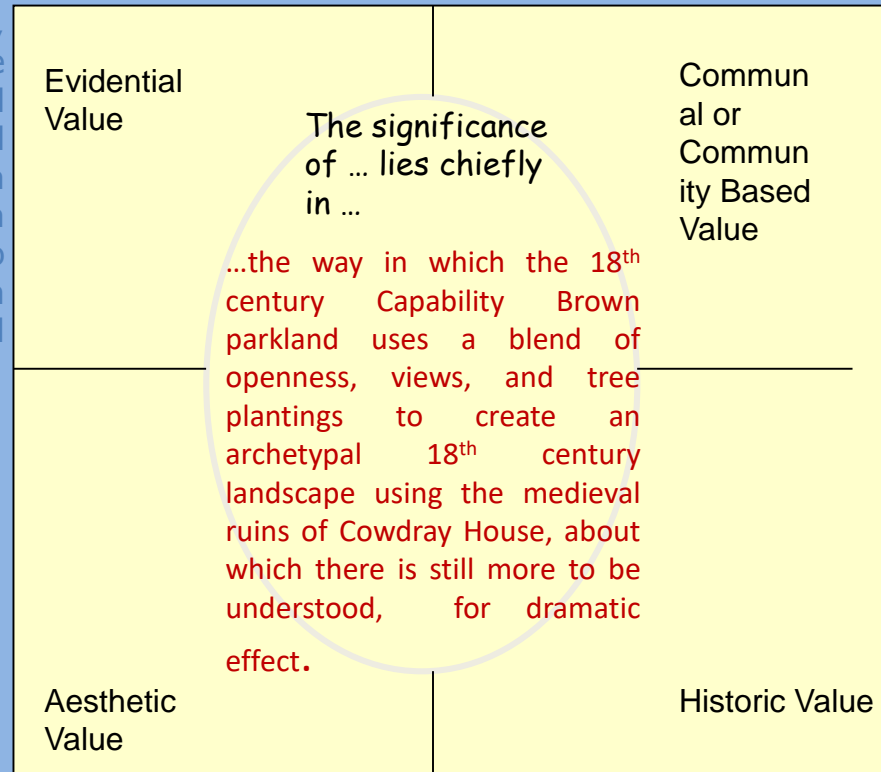 Evidential
Value
Commun
al or
Commun
ity Based
Value
The significance
of … lies chiefly
in …
…the way in which the 18th
century Capability Brown
parkland uses a blend of
openness, views, and tree
plantings to create an
archetypal 18th century
landscape using the medieval
ruins of Cowdray House, about
which there is still more to be
understood, for dramatic
effect.
Aesthetic
Value
Historic Value